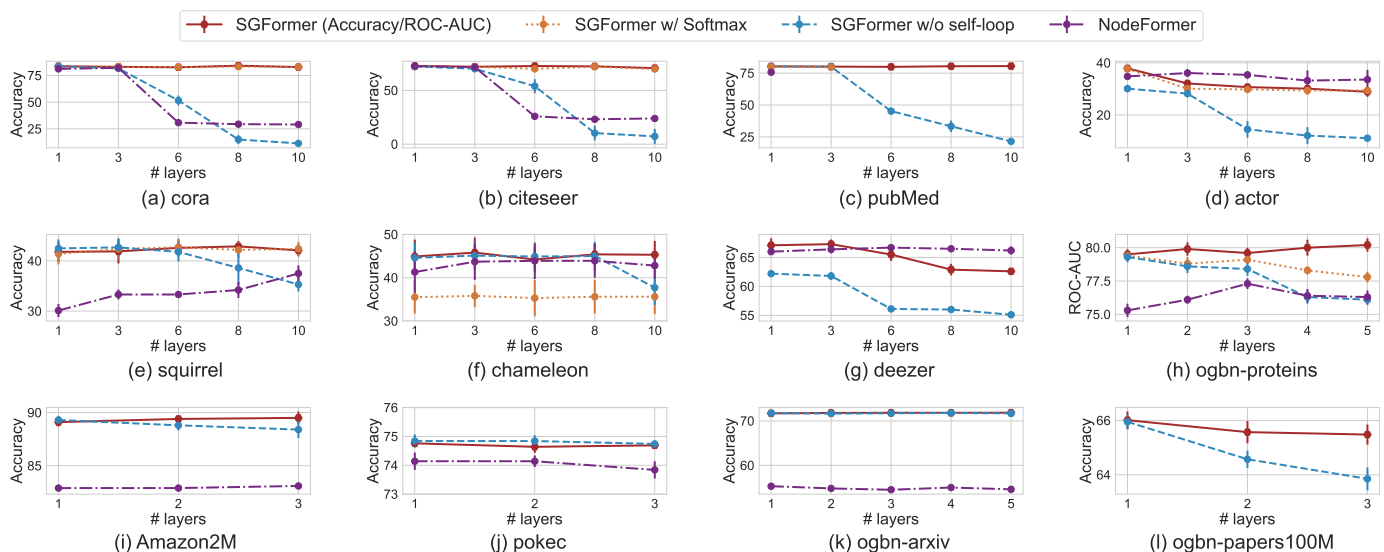 SGFormer (Accuracy/ROC-AUC) SGFormer w/ Softmax SGFormer w/o self-loop NodeFormer
Accuracy
75
50
25
1 3 6 8 10
# layers
(a) cora
Accuracy
50
0
1 3 6 8 10
# layers
(b) citeseer
Accuracy
75
50
25
1 3 6 8 10
# layers
(c) pubMed
Accuracy
40
20
1 3 6 8 10
# layers
(d) actor
Accuracy
40
30
1 3 6 8 10
# layers
(e) squirrel
Accuracy
50
40
30
1 3 6 8 10
# layers
(f) chameleon
Accuracy
65
60
55
1 3 6 8 10
# layers
(g) deezer
ROC-AUC
80.0
77.5
75.0
1 2 3 4 5
# layers
(h) ogbn-proteins
Accuracy
90
85
1 2 3
# layers
(i) Amazon2M
Accuracy
76
75
74
73
1 2 3
# layers
(j) pokec
Accuracy
70
60
1 2 3 4 5
# layers
(k) ogbn-arxiv
Accuracy
66
64
1 2 3
# layers
(l) ogbn-papers100M